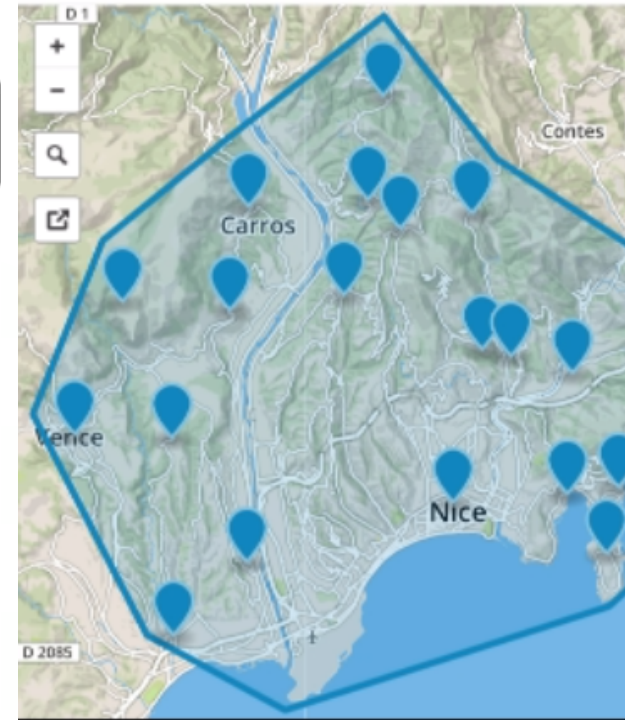 D 1
+
−
Contes
Carros
Vence
Nice
D 2085